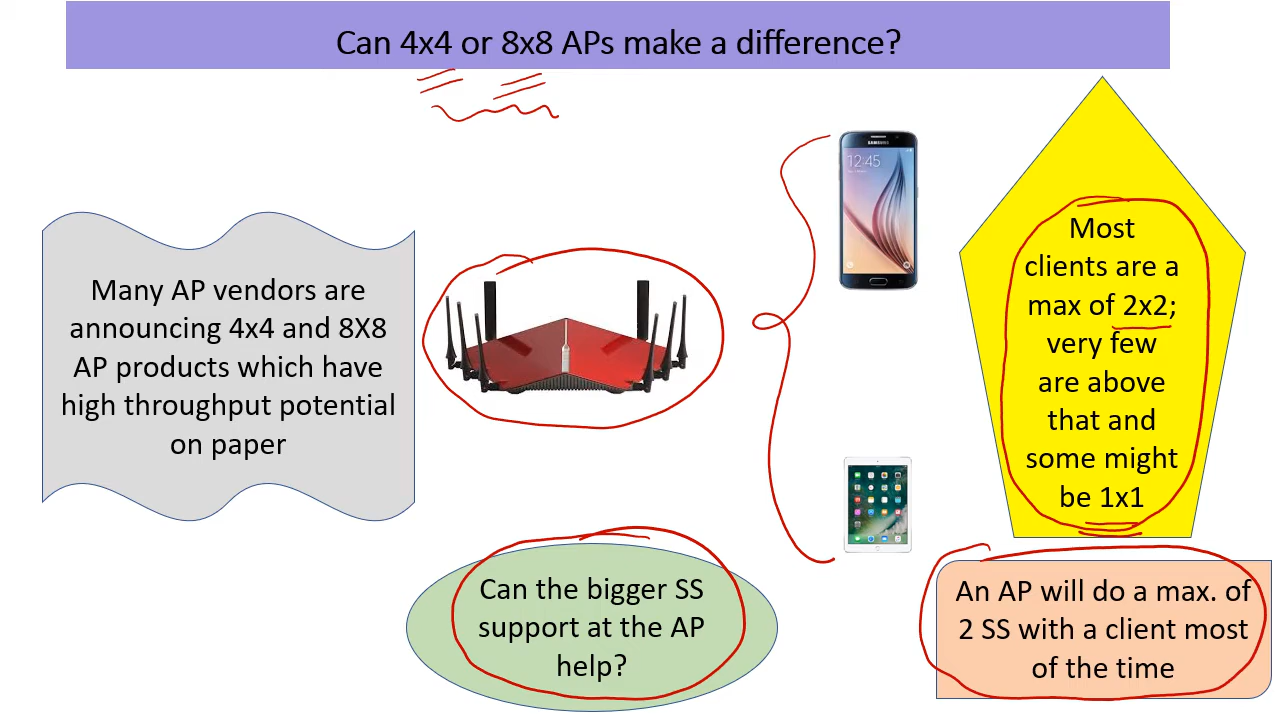 Can 4x4 or 8x8 APs make a difference?
Many AP vendors are
announcing 4x4 and 8X8
AP products which have
high throughput potential
on paper
SAMSUNG
12:45
Most
clients are a
max of 2x2;
very few
are above
that and
some might
be 1x1
Can the bigger SS
support at the AP
help?
An AP will do a max. of
2 SS with a client most
of the time